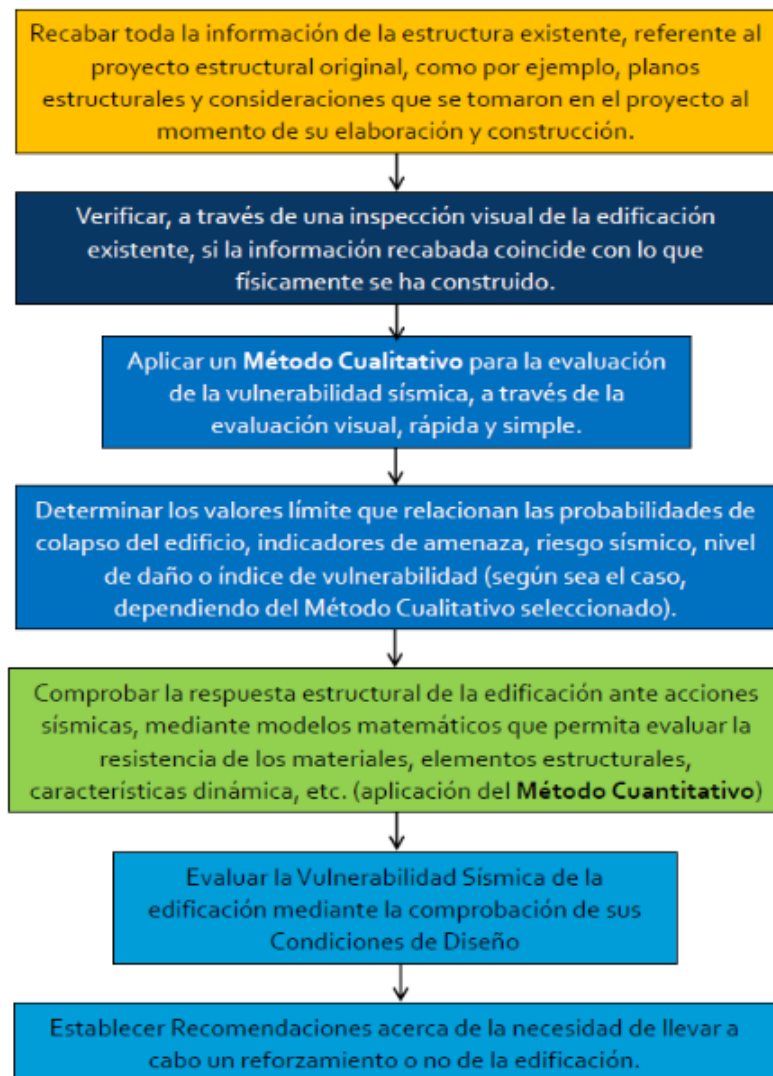 Recabar toda la información de la estructura existente, referente al
proyecto estructural original, como por ejemplo, planos
estructurales y consideraciones que se tomaron en el proyecto al
momento de su elaboración y construcción.
Verificar, a través de una inspección visual de la edificación
existente, si la información recabada coincide con lo que
físicamente se ha construido.
Aplicar un Método Cualitativo para la evaluación
de la vulnerabilidad sísmica, a través de la
evaluación visual, rápida y simple.
Determinar los valores límite que relacionan las probabilidades de
colapso del edificio, indicadores de amenaza, riesgo sísmico, nivel
de daño o índice de vulnerabilidad (según sea el caso,
dependiendo del Método Cualitativo seleccionado).
Comprobar la respuesta estructural de la edificación ante acciones
sísmicas, mediante modelos matemáticos que permita evaluar la
resistencia de los materiales, elementos estructurales,
características dinámica, etc. (aplicación del Método Cuantitativo)
Evaluar la Vulnerabilidad Sísmica de la
edificación mediante la comprobación de sus
Condiciones de Diseño
Establecer Recomendaciones acerca de la necesidad de llevar a
cabo un reforzamiento o no de la edificación.